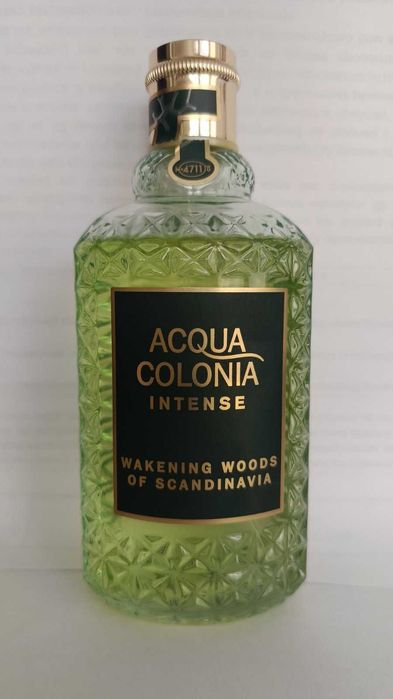 4711
ACQUA
COLONIA
INTENSE
WAKENING WOODS
OF SCANDINAVIA